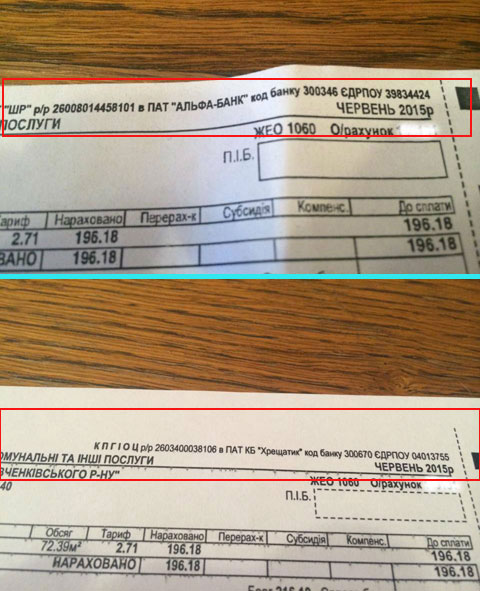 "ШР" р/р 26008014458101 в ПАТ "АЛЬФА-БАНК" код банку 300346 ЄДРПОУ 39834424
ПОСЛУГИ ЧЕРВЕНЬ 2015р
ЖЕО 1060 О/рахунок
П.І.Б.
Тариф Нараховано Перерах-к Субсидія Компенс. До сплати
2.71 196.18 196.18
ВАНО 196.18 196.18
К П Г І О Ц р/р 2603400038106 в ПАТ КБ "Хрещатик" код банку 300670 ЄДРПОУ 04013755
ОМУНАЛЬНІ ТА ІНШІ ПОСЛУГИ ЧЕРВЕНЬ 2015р
ВЧЕНКІВСЬКОГО Р-НУ" ЖЕО 1060 О/рахунок
40 П.І.Б.
Обсяг Тариф Нараховано Перерах-к Субсидія Компенс. До сплати
72.39м² 2.71 196.18 196.18
НАРАХОВАНО 196.18 196.18